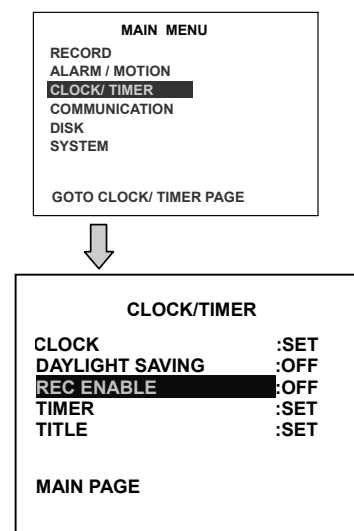 MAIN MENU
RECORD
ALARM / MOTION
CLOCK/ TIMER
COMMUNICATION
DISK
SYSTEM
GOTO CLOCK/ TIMER PAGE
CLOCK/TIMER
CLOCK :SET
DAYLIGHT SAVING :OFF
REC ENABLE :OFF
TIMER :SET
TITLE :SET
MAIN PAGE